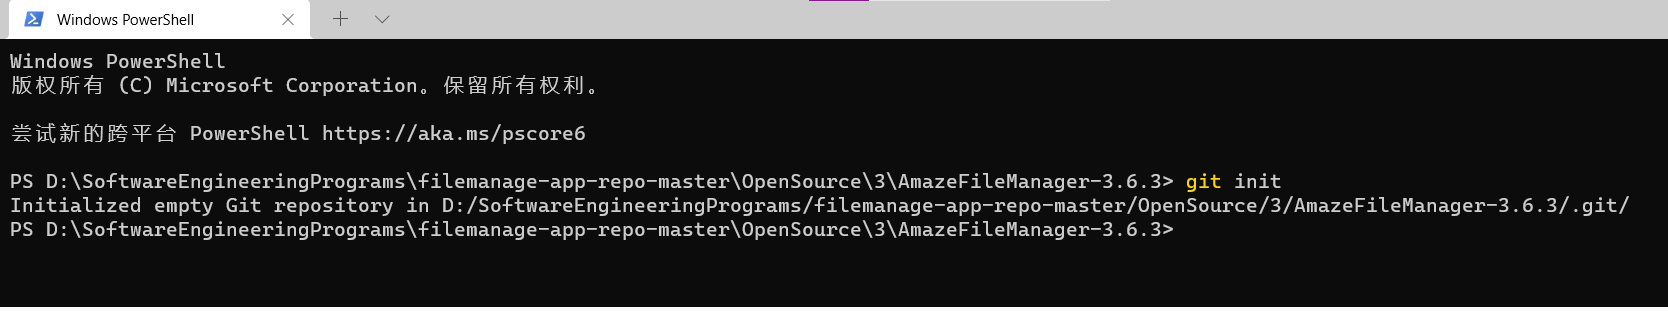 Windows PowerShell
Windows PowerShell
版权所有 (C) Microsoft Corporation。保留所有权利。
尝试新的跨平台 PowerShell https://aka.ms/pscore6
PS D:\SoftwareEngineeringPrograms\filemanage-app-repo-master\OpenSource\3\AmazeFileManager-3.6.3> git init
Initialized empty Git repository in D:/SoftwareEngineeringPrograms/filemanage-app-repo-master/OpenSource/3/AmazeFileManager-3.6.3/.git/
PS D:\SoftwareEngineeringPrograms\filemanage-app-repo-master\OpenSource\3\AmazeFileManager-3.6.3>